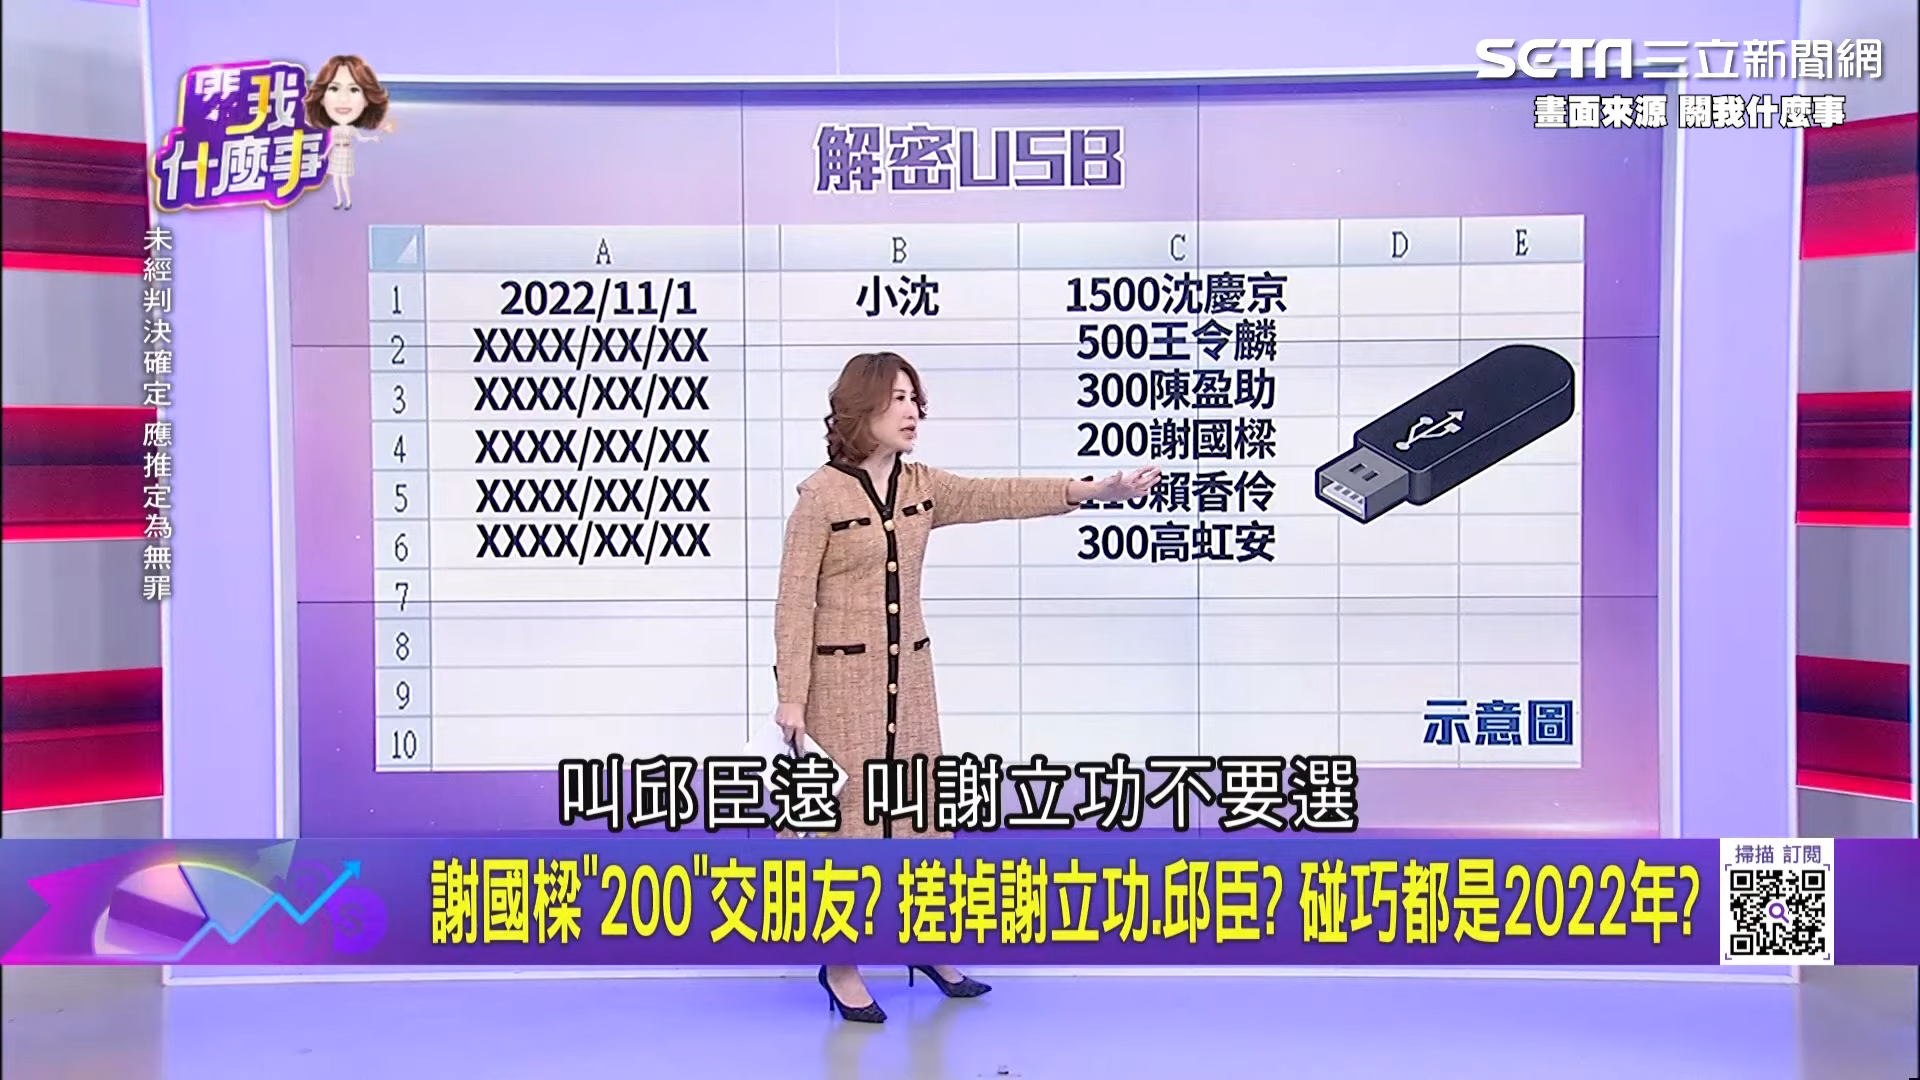 SETN三立新聞網
畫面來源 關我什麼事
關我
什麼事
未經判決確定 應推定為無罪
解密USB
A B C D E
1 2022/11/1 小沈 1500沈慶京
2 XXXX/XX/XX 500王令麟
3 XXXX/XX/XX 300陳盈助
4 XXXX/XX/XX 200謝國樑
5 XXXX/XX/XX 賴香伶
6 XXXX/XX/XX 300高虹安
7
8
9
10
示意圖
叫邱臣遠 叫謝立功不要選
謝國樑"200"交朋友? 搓掉謝立功.邱臣? 碰巧都是2022年?
掃描 訂閱